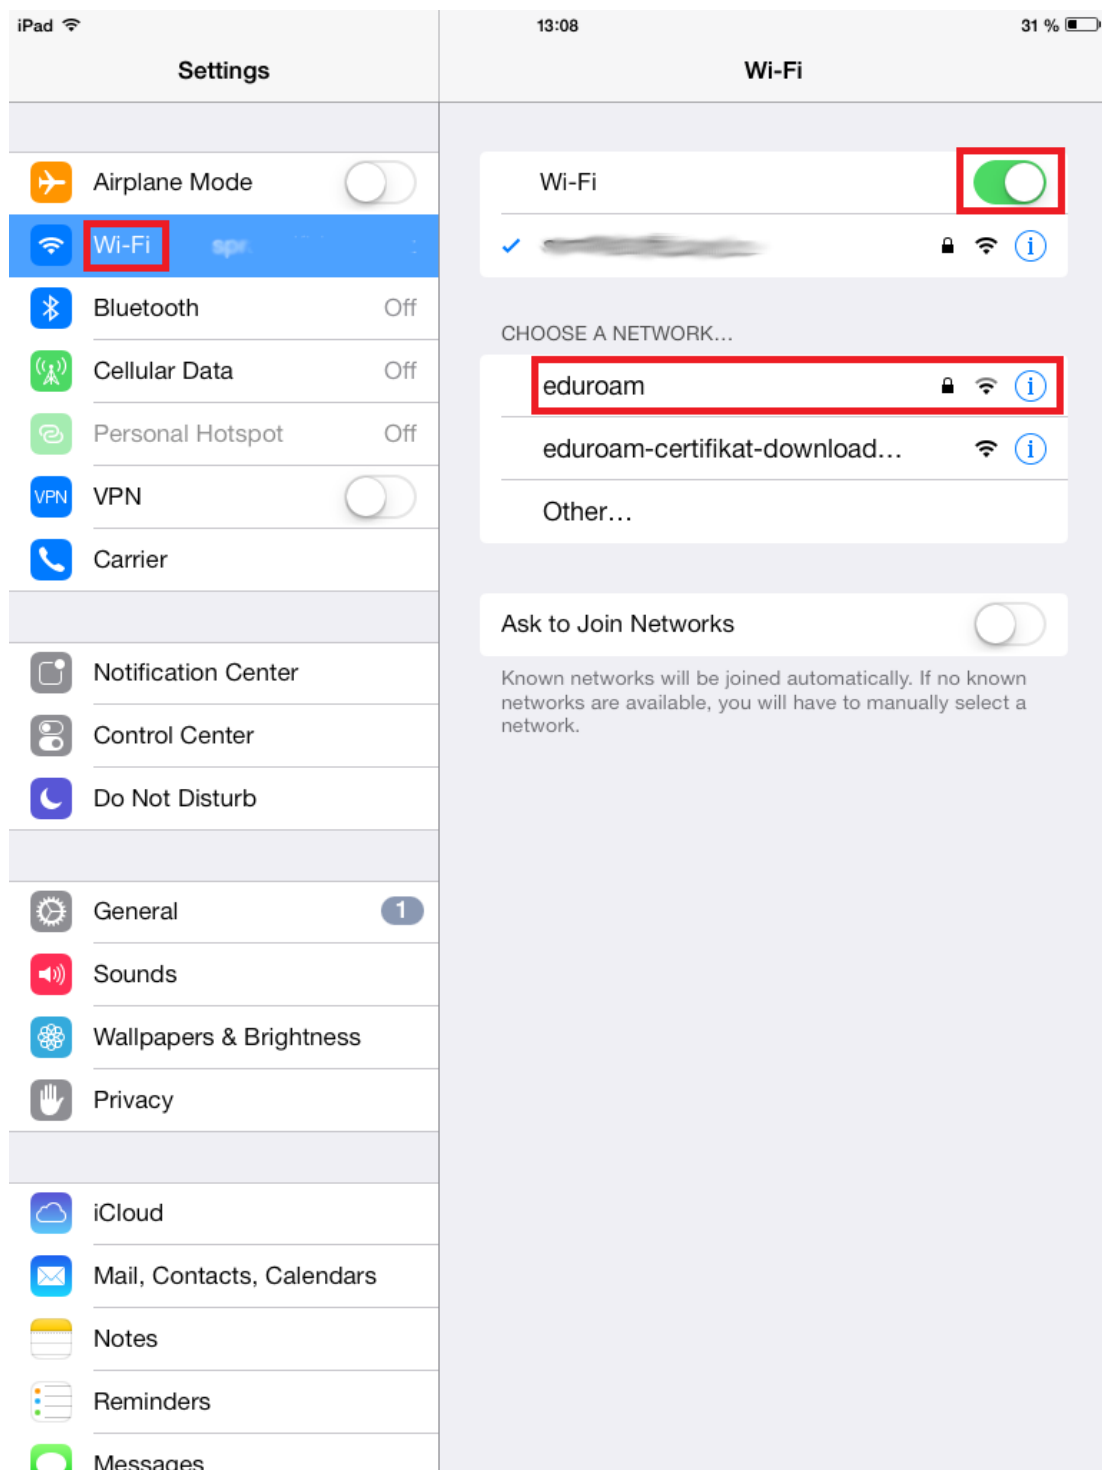 iPad 13:08 31 %
Settings
Airplane Mode
Wi-Fi
Bluetooth Off
Cellular Data Off
Personal Hotspot Off
VPN VPN
Carrier
Notification Center
Control Center
Do Not Disturb
General 1
Sounds
Wallpapers & Brightness
Privacy
iCloud
Mail, Contacts, Calendars
Notes
Reminders
Messages
Wi-Fi
Wi-Fi
CHOOSE A NETWORK...
eduroam
eduroam-certifikat-download...
Other...
Ask to Join Networks
Known networks will be joined automatically. If no known
networks are available, you will have to manually select a
network.